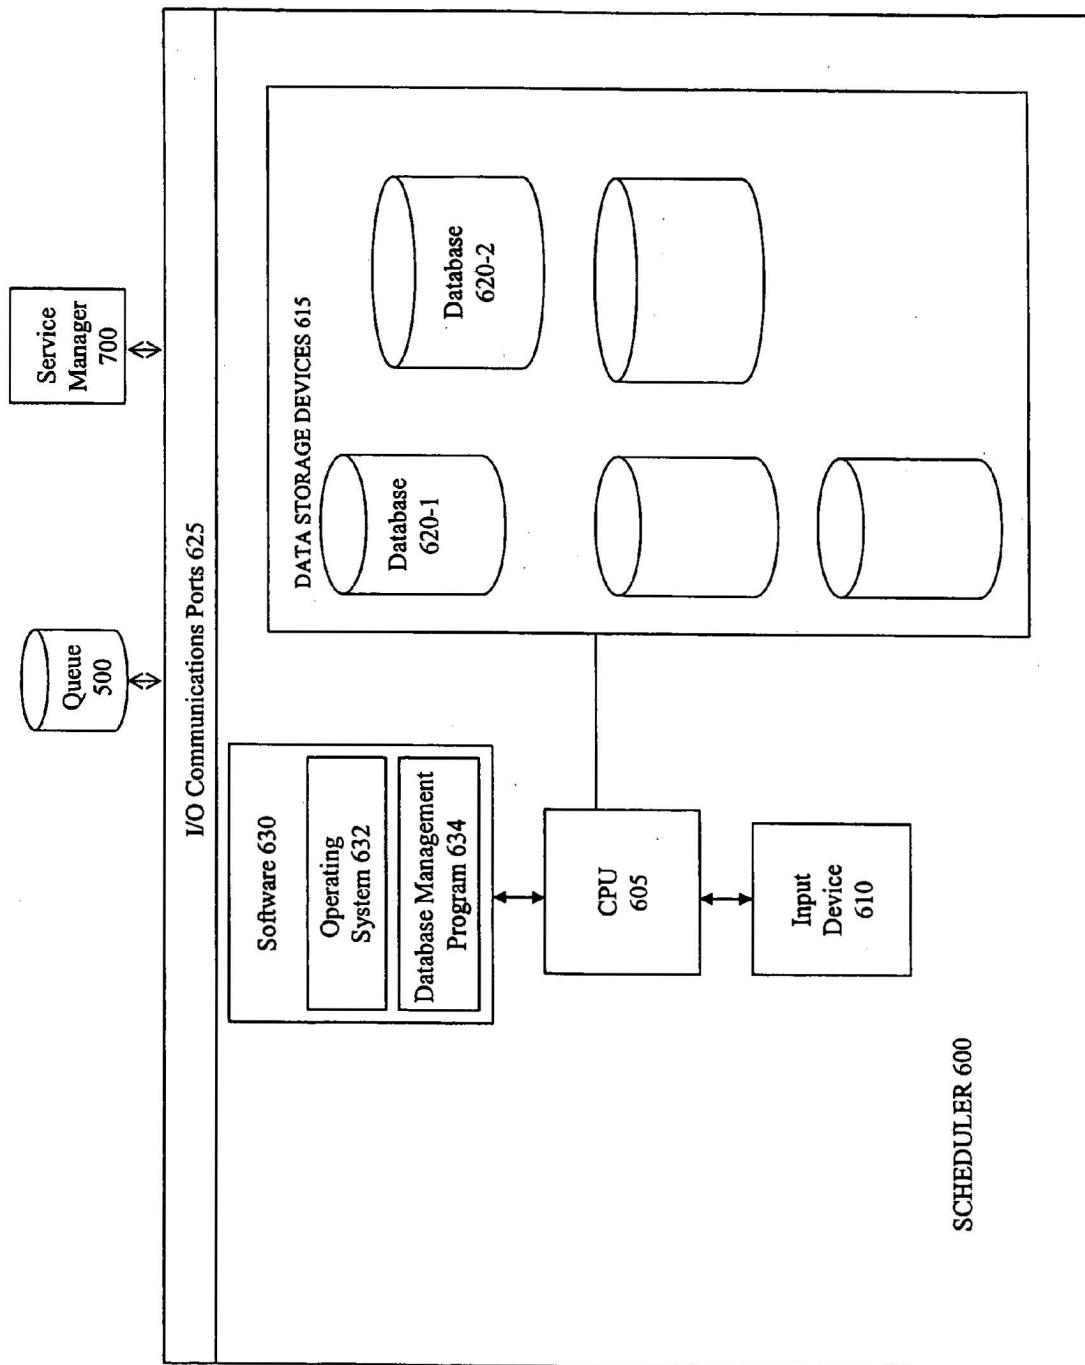 Queue
500
Service
Manager
700
I/O Communications Ports 625
Software 630
Operating
System 632
Database Management
Program 634
CPU
605
Input
Device
610
DATA STORAGE DEVICES 615
Database
620-1
Database
620-2
SCHEDULER 600